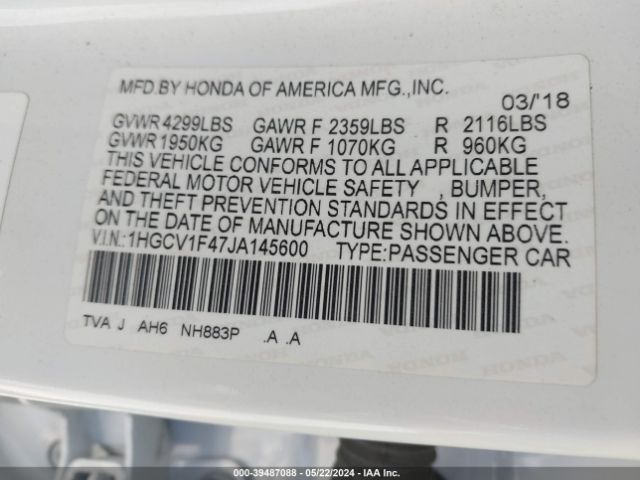 MFD.BY HONDA OF AMERICA MFG.,INC.
03/'18
GVWR 4299LBS GAWR F 2359LBS R 2116LBS
GVWR 1950KG GAWR F 1070KG R 960KG
THIS VEHICLE CONFORMS TO ALL APPLICABLE
FEDERAL MOTOR VEHICLE SAFETY , BUMPER,
AND THEFT PREVENTION STANDARDS IN EFFECT
ON THE DATE OF MANUFACTURE SHOWN ABOVE.
V.I.N.:1HGCV1F47JA145600 TYPE:PASSENGER CAR
TVA J AH6 NH883P .A .A
HONDA HONDA HONDA
000-39487088 - 05/22/2024 - IAA Inc.